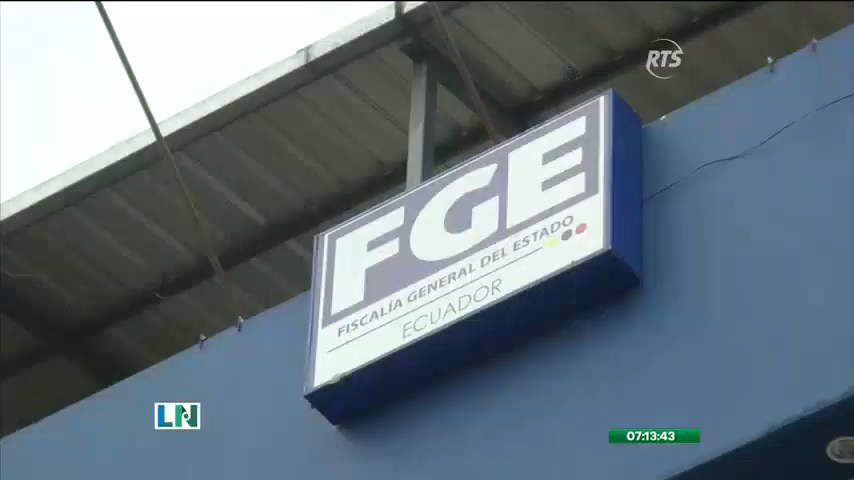 RTS
FGE
FISCALÍA GENERAL DEL ESTADO
ECUADOR
LN
07:13:43